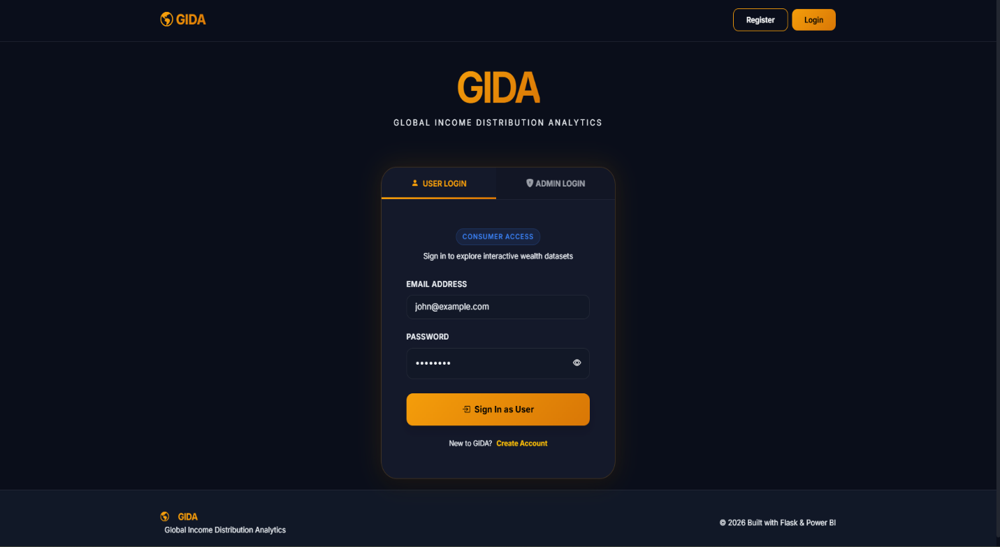 GIDA
Register
Login
GIDA
GLOBAL INCOME DISTRIBUTION ANALYTICS
USER LOGIN
ADMIN LOGIN
CONSUMER ACCESS
Sign in to explore interactive wealth datasets
EMAIL ADDRESS
john@example.com
PASSWORD
••••••••
Sign In as User
New to GIDA? Create Account
GIDA
Global Income Distribution Analytics
© 2026 Built with Flask & Power BI